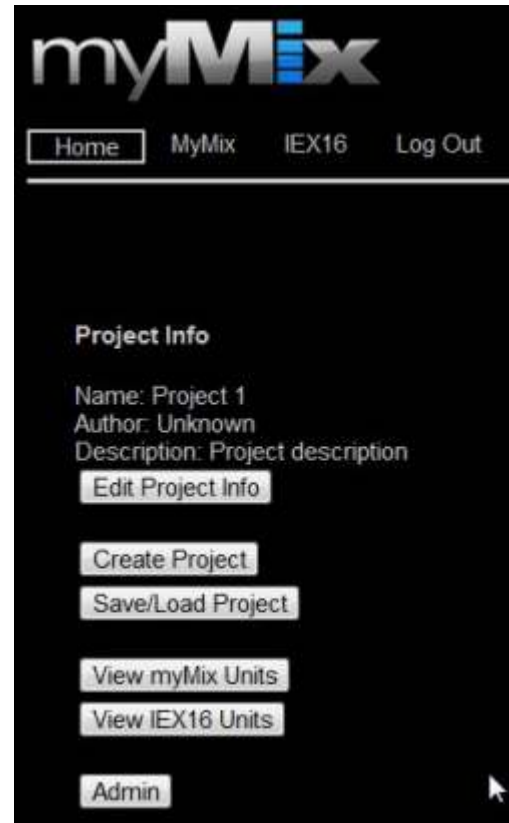 myMix
Home MyMix IEX16 Log Out
Project Info
Name: Project 1
Author: Unknown
Description: Project description
Edit Project Info
Create Project
Save/Load Project
View myMix Units
View IEX16 Units
Admin